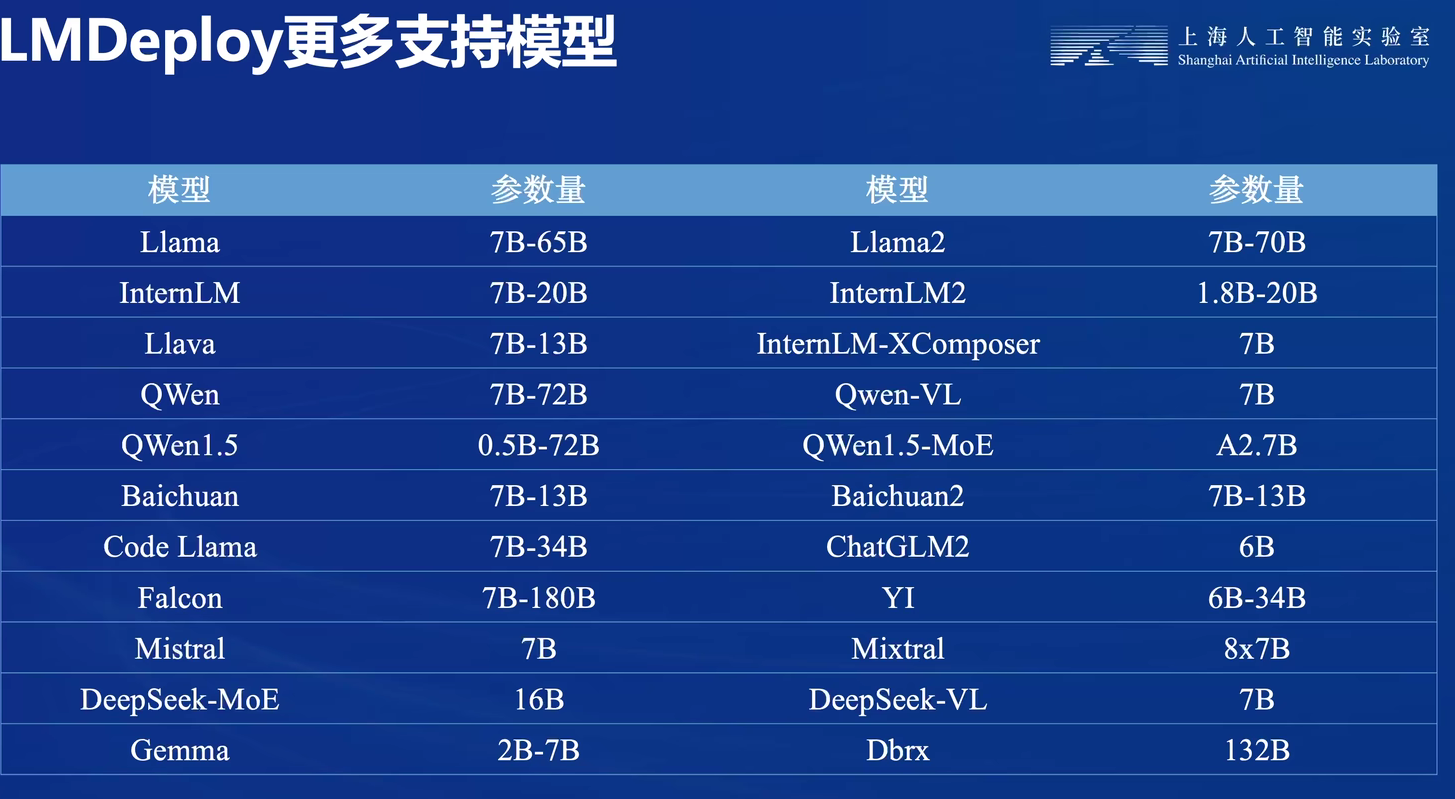 LMDeploy更多支持模型
上海人工智能实验室
Shanghai Artificial Intelligence Laboratory
模型 参数量 模型 参数量
Llama 7B-65B Llama2 7B-70B
InternLM 7B-20B InternLM2 1.8B-20B
Llava 7B-13B InternLM-XComposer 7B
QWen 7B-72B Qwen-VL 7B
QWen1.5 0.5B-72B QWen1.5-MoE A2.7B
Baichuan 7B-13B Baichuan2 7B-13B
Code Llama 7B-34B ChatGLM2 6B
Falcon 7B-180B YI 6B-34B
Mistral 7B Mixtral 8x7B
DeepSeek-MoE 16B DeepSeek-VL 7B
Gemma 2B-7B Dbrx 132B